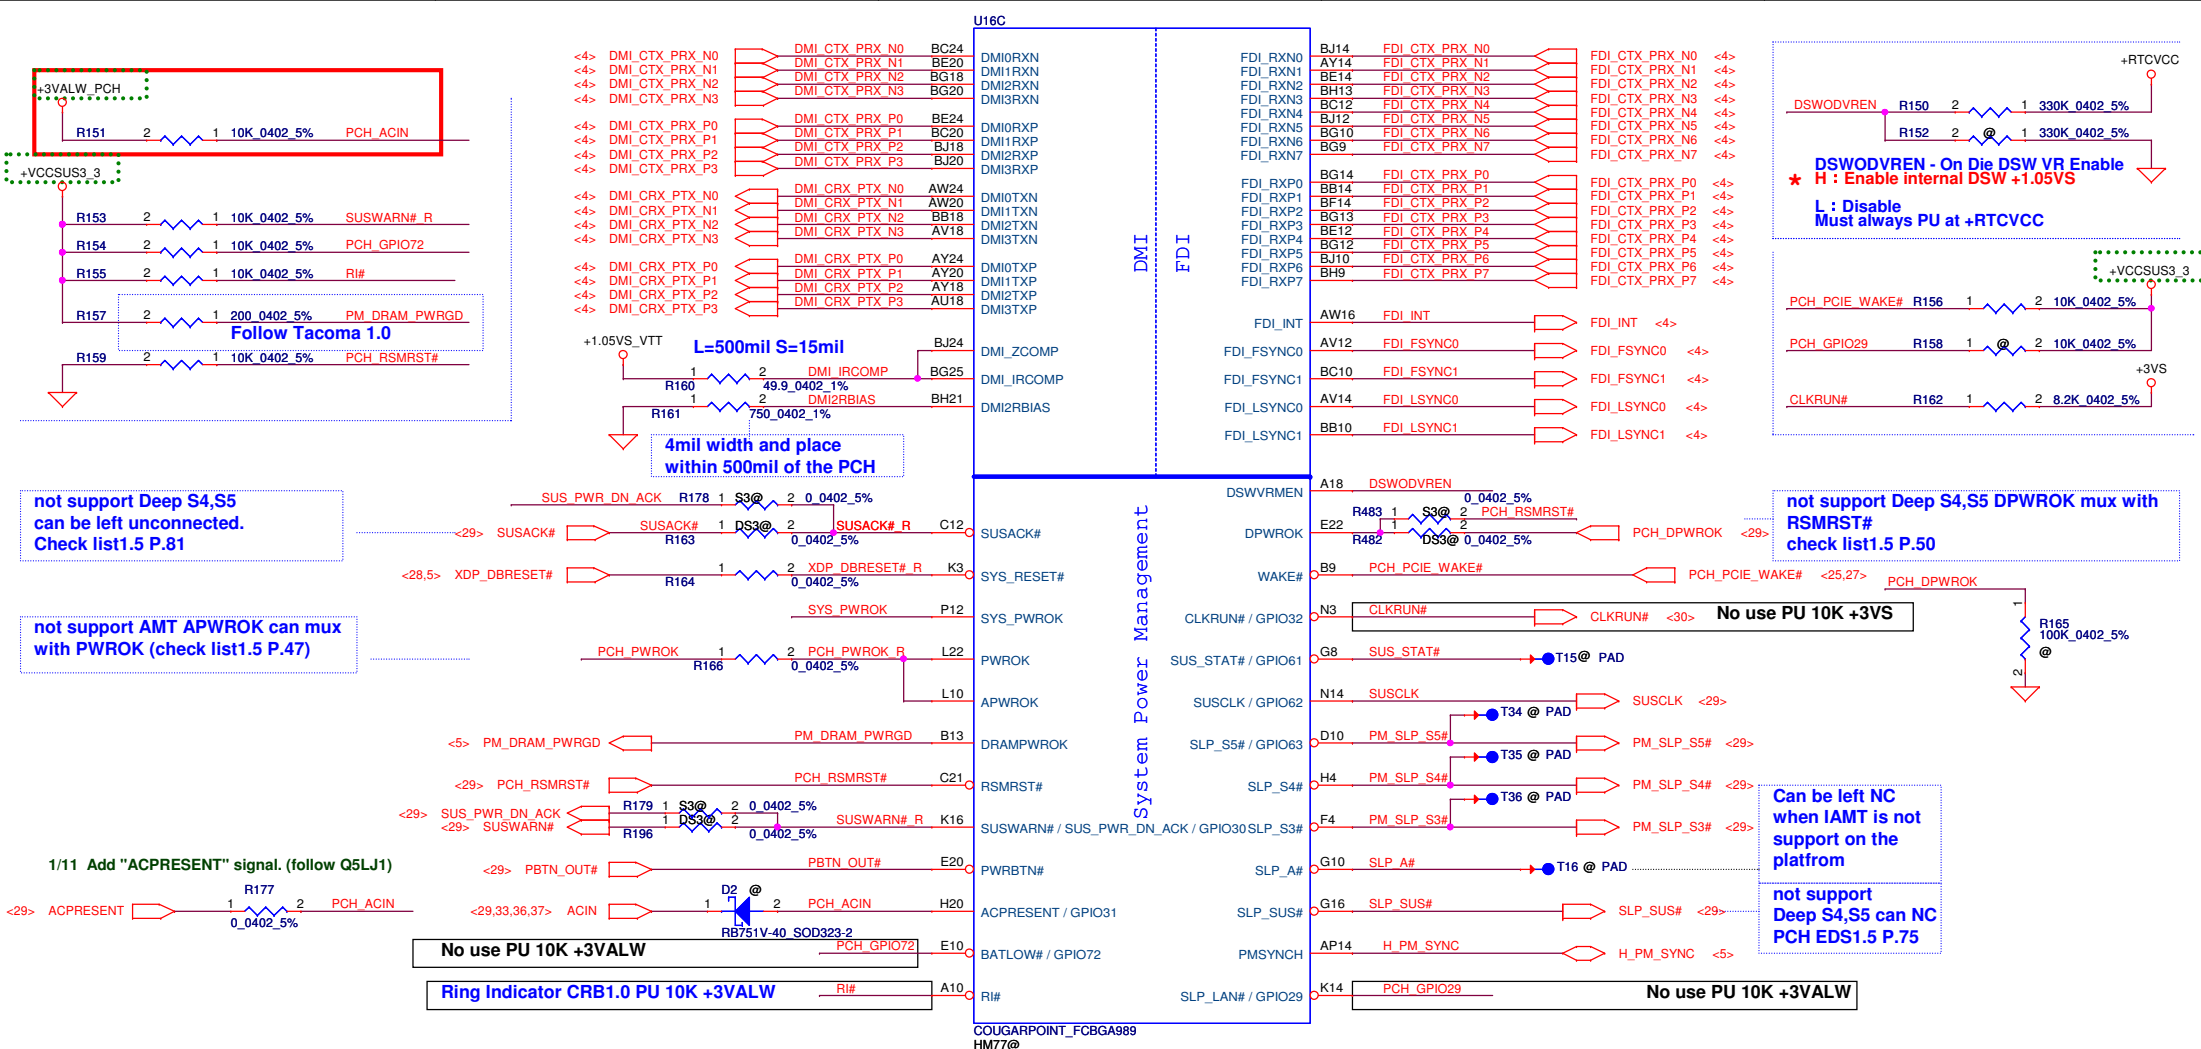 U16C
+3VALW_PCH
R151 2 1 10K_0402_5% PCH_ACIN
+VCCSUS3_3
R153 2 1 10K_0402_5% SUSWARN#_R
R154 2 1 10K_0402_5% PCH_GPIO72
R155 2 1 10K_0402_5% RI#
R157 2 1 200_0402_5% PM_DRAM_PWRGD
Follow Tacoma 1.0
R159 2 1 10K_0402_5% PCH_RSMRST#
<4> DMI_CTX_PRX_N0 DMI_CTX_PRX_N0 BC24 DMI0RXN
<4> DMI_CTX_PRX_N1 DMI_CTX_PRX_N1 BE20 DMI1RXN
<4> DMI_CTX_PRX_N2 DMI_CTX_PRX_N2 BG18 DMI2RXN
<4> DMI_CTX_PRX_N3 DMI_CTX_PRX_N3 BG20 DMI3RXN
<4> DMI_CTX_PRX_P0 DMI_CTX_PRX_P0 BE24 DMI0RXP
<4> DMI_CTX_PRX_P1 DMI_CTX_PRX_P1 BC20 DMI1RXP
<4> DMI_CTX_PRX_P2 DMI_CTX_PRX_P2 BJ18 DMI2RXP
<4> DMI_CTX_PRX_P3 DMI_CTX_PRX_P3 BJ20 DMI3RXP
<4> DMI_CRX_PTX_N0 DMI_CRX_PTX_N0 AW24 DMI0TXN
<4> DMI_CRX_PTX_N1 DMI_CRX_PTX_N1 AW20 DMI1TXN
<4> DMI_CRX_PTX_N2 DMI_CRX_PTX_N2 BB18 DMI2TXN
<4> DMI_CRX_PTX_N3 DMI_CRX_PTX_N3 AV18 DMI3TXN
<4> DMI_CRX_PTX_P0 DMI_CRX_PTX_P0 AY24 DMI0TXP
<4> DMI_CRX_PTX_P1 DMI_CRX_PTX_P1 AY20 DMI1TXP
<4> DMI_CRX_PTX_P2 DMI_CRX_PTX_P2 AY18 DMI2TXP
<4> DMI_CRX_PTX_P3 DMI_CRX_PTX_P3 AU18 DMI3TXP
+1.05VS_VTT
L=500mil S=15mil
BJ24 DMI_ZCOMP
R160 1 2 49.9_0402_1% DMI_IRCOMP BG25 DMI_IRCOMP
R161 1 2 750_0402_1% DMI2RBIAS BH21 DMI2RBIAS
4mil width and place
within 500mil of the PCH
DMI
FDI
FDI_RXN0 BJ14 FDI_CTX_PRX_N0 FDI_CTX_PRX_N0 <4>
FDI_RXN1 AY14 FDI_CTX_PRX_N1 FDI_CTX_PRX_N1 <4>
FDI_RXN2 BE14 FDI_CTX_PRX_N2 FDI_CTX_PRX_N2 <4>
FDI_RXN3 BH13 FDI_CTX_PRX_N3 FDI_CTX_PRX_N3 <4>
FDI_RXN4 BC12 FDI_CTX_PRX_N4 FDI_CTX_PRX_N4 <4>
FDI_RXN5 BJ12 FDI_CTX_PRX_N5 FDI_CTX_PRX_N5 <4>
FDI_RXN6 BG10 FDI_CTX_PRX_N6 FDI_CTX_PRX_N6 <4>
FDI_RXN7 BG9 FDI_CTX_PRX_N7 FDI_CTX_PRX_N7 <4>
FDI_RXP0 BG14 FDI_CTX_PRX_P0 FDI_CTX_PRX_P0 <4>
FDI_RXP1 BB14 FDI_CTX_PRX_P1 FDI_CTX_PRX_P1 <4>
FDI_RXP2 BF14 FDI_CTX_PRX_P2 FDI_CTX_PRX_P2 <4>
FDI_RXP3 BG13 FDI_CTX_PRX_P3 FDI_CTX_PRX_P3 <4>
FDI_RXP4 BE12 FDI_CTX_PRX_P4 FDI_CTX_PRX_P4 <4>
FDI_RXP5 BG12 FDI_CTX_PRX_P5 FDI_CTX_PRX_P5 <4>
FDI_RXP6 BJ10 FDI_CTX_PRX_P6 FDI_CTX_PRX_P6 <4>
FDI_RXP7 BH9 FDI_CTX_PRX_P7 FDI_CTX_PRX_P7 <4>
FDI_INT AW16 FDI_INT FDI_INT <4>
FDI_FSYNC0 AV12 FDI_FSYNC0 FDI_FSYNC0 <4>
FDI_FSYNC1 BC10 FDI_FSYNC1 FDI_FSYNC1 <4>
FDI_LSYNC0 AV14 FDI_LSYNC0 FDI_LSYNC0 <4>
FDI_LSYNC1 BB10 FDI_LSYNC1 FDI_LSYNC1 <4>
+RTCVCC
DSWODVREN R150 2 1 330K_0402_5%
R152 2 @ 1 330K_0402_5%
DSWODVREN - On Die DSW VR Enable
* H：Enable internal DSW +1.05VS
L：Disable
Must always PU at +RTCVCC
+VCCSUS3_3
PCH_PCIE_WAKE# R156 1 2 10K_0402_5%
PCH_GPIO29 R158 1 @ 2 10K_0402_5%
+3VS
CLKRUN# R162 1 2 8.2K_0402_5%
not support Deep S4,S5
can be left unconnected.
Check list1.5 P.81
SUS_PWR_DN_ACK R178 1 S3@ 2 0_0402_5%
<29> SUSACK# SUSACK# R163 1 DS3@ 2 0_0402_5% SUSACK#_R C12 SUSACK#
<28,5> XDP_DBRESET# R164 1 2 0_0402_5% XDP_DBRESET#_R K3 SYS_RESET#
SYS_PWROK P12 SYS_PWROK
not support AMT APWROK can mux
with PWROK (check list1.5 P.47)
PCH_PWROK R166 1 2 0_0402_5% PCH_PWROK_R L22 PWROK
L10 APWROK
<5> PM_DRAM_PWRGD PM_DRAM_PWRGD B13 DRAMPWROK
<29> PCH_RSMRST# PCH_RSMRST# C21 RSMRST#
<29> SUS_PWR_DN_ACK R179 1 S3@ 2 0_0402_5%
<29> SUSWARN# R196 1 DS3@ 2 0_0402_5% SUSWARN#_R K16 SUSWARN# / SUS_PWR_DN_ACK / GPIO30
1/11 Add "ACPRESENT" signal. (follow Q5LJ1)
<29> PBTN_OUT# PBTN_OUT# E20 PWRBTN#
<29> ACPRESENT R177 1 2 0_0402_5% PCH_ACIN
<29,33,36,37> ACIN D2 @ 1 2 RB751V-40_SOD323-2 PCH_ACIN H20 ACPRESENT / GPIO31
No use PU 10K +3VALW PCH_GPIO72 E10 BATLOW# / GPIO72
Ring Indicator CRB1.0 PU 10K +3VALW RI# A10 RI#
System Power Management
DSWVRMEN A18 DSWODVREN
R483 1 S3@ 2 0_0402_5% PCH_RSMRST#
DPWROK E22 R482 1 DS3@ 2 0_0402_5% PCH_DPWROK <29>
not support Deep S4,S5 DPWROK mux with
RSMRST#
check list1.5 P.50
WAKE# B9 PCH_PCIE_WAKE# PCH_PCIE_WAKE# <25,27>
PCH_DPWROK
1 R165 100K_0402_5% @ 2
CLKRUN# / GPIO32 N3 CLKRUN# CLKRUN# <30> No use PU 10K +3VS
SUS_STAT# / GPIO61 G8 SUS_STAT# T15@ PAD
SUSCLK / GPIO62 N14 SUSCLK SUSCLK <29>
T34 @ PAD
SLP_S5# / GPIO63 D10 PM_SLP_S5# PM_SLP_S5# <29>
T35 @ PAD
SLP_S4# H4 PM_SLP_S4# PM_SLP_S4# <29>
T36 @ PAD
SLP_S3# F4 PM_SLP_S3# PM_SLP_S3# <29>
Can be left NC
when IAMT is not
support on the
platfrom
SLP_A# G10 SLP_A# T16 @ PAD
SLP_SUS# G16 SLP_SUS# SLP_SUS# <29>
not support
Deep S4,S5 can NC
PCH EDS1.5 P.75
PMSYNCH AP14 H_PM_SYNC H_PM_SYNC <5>
SLP_LAN# / GPIO29 K14 PCH_GPIO29 No use PU 10K +3VALW
COUGARPOINT_FCBGA989
HM77@